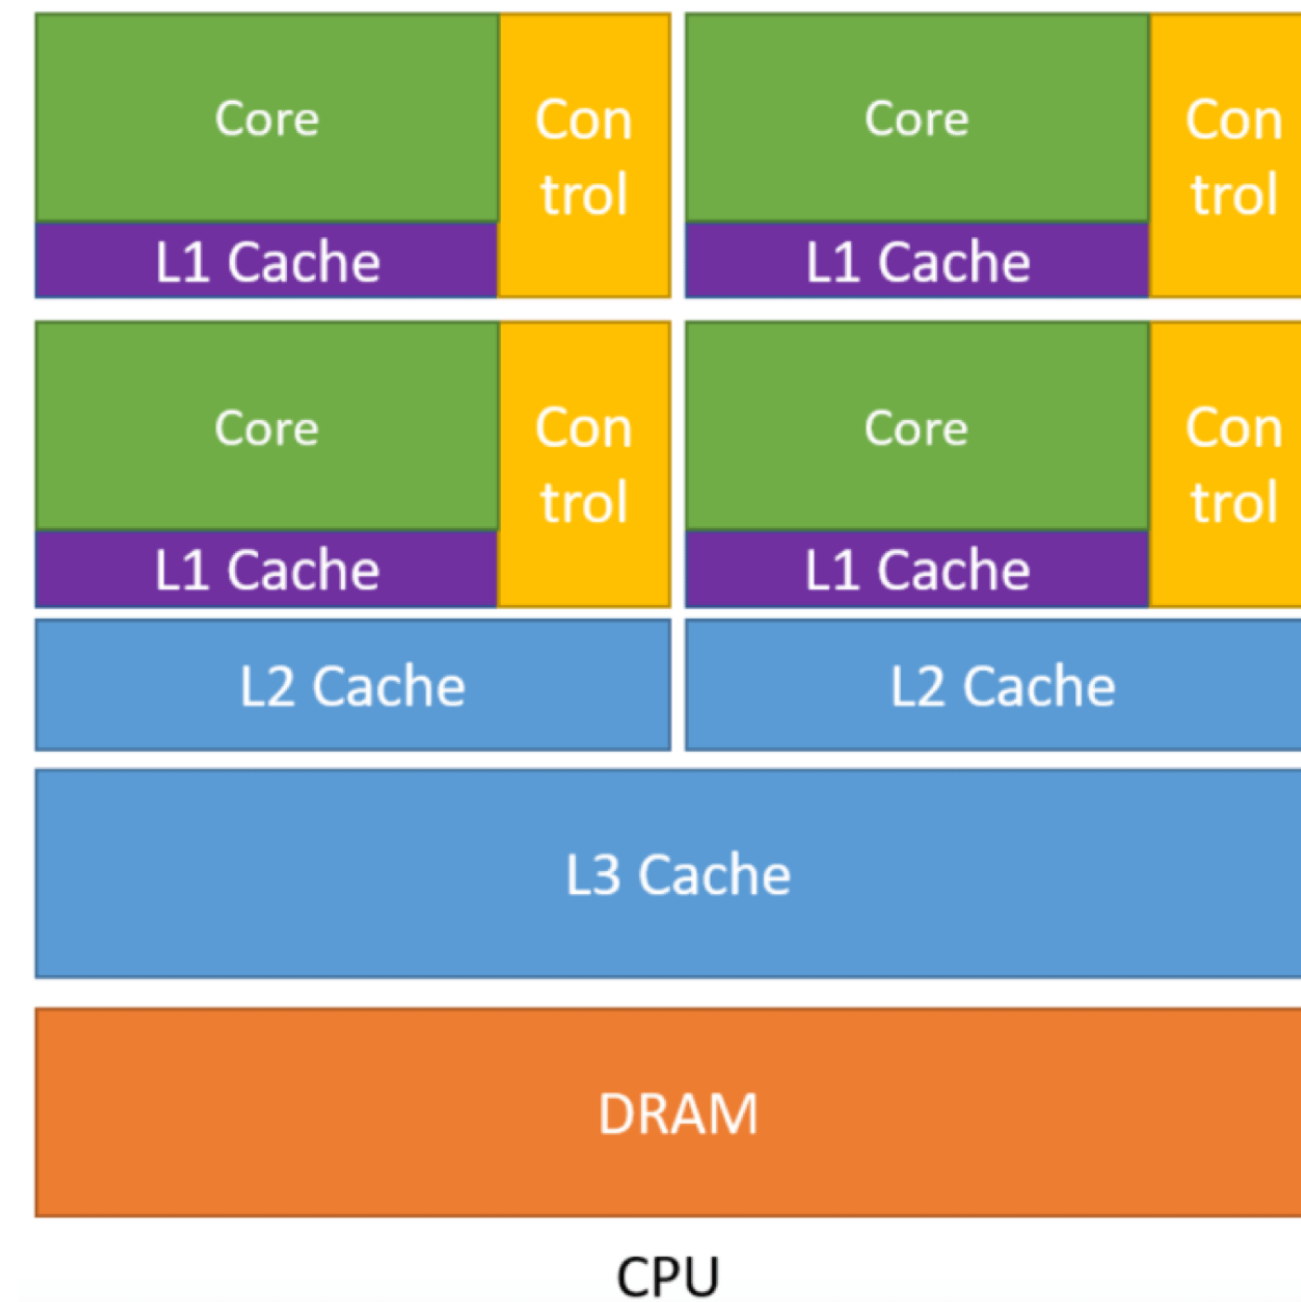 Core
Con
trol
L1 Cache
Core
Con
trol
L1 Cache
Core
Con
trol
L1 Cache
Core
Con
trol
L1 Cache
L2 Cache
L2 Cache
L3 Cache
DRAM
CPU